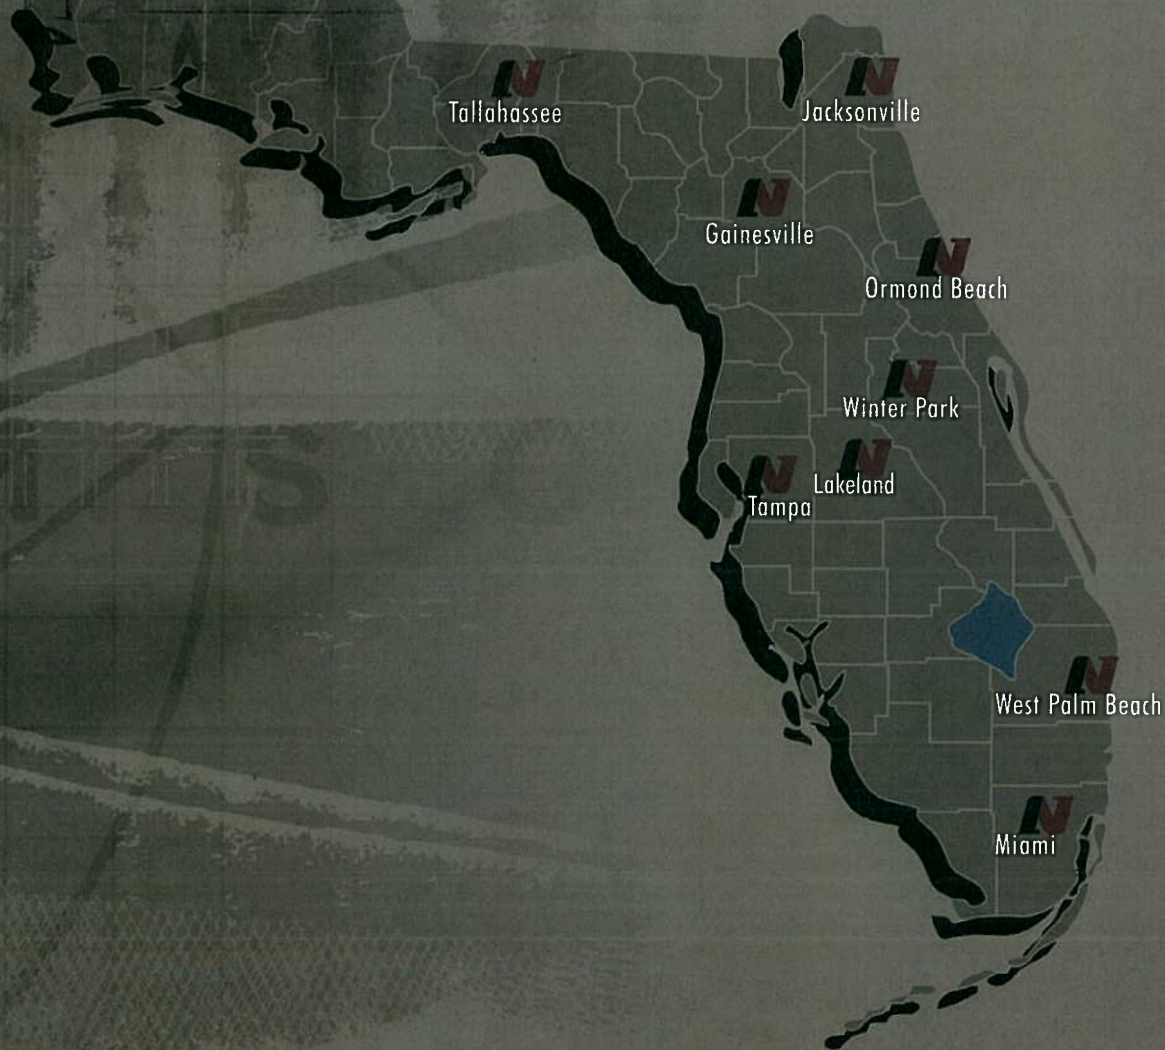 Tallahassee
Jacksonville
Gainesville
Ormond Beach
Winter Park
Lakeland
Tampa
West Palm Beach
Miami